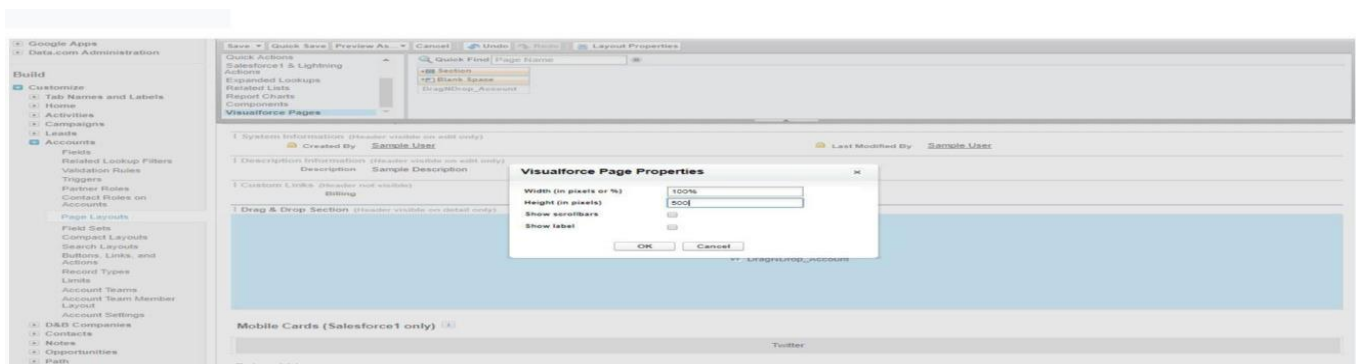 Google Apps
Data.com Administration
Build
Customize
Tab Names and Labels
Home
Activities
Campaigns
Leads
Accounts
Fields
Related Lookup Filters
Validation Rules
Triggers
Partner Roles
Contact Roles on
Accounts
Page Layouts
Field Sets
Compact Layouts
Search Layouts
Buttons, Links, and
Actions
Record Types
Limits
Account Teams
Account Team Member
Layout
Account Settings
D&B Companies
Contacts
Notes
Opportunities
Path
Save Quick Save Preview As... Cancel Undo Redo Layout Properties
Quick Actions
Salesforce1 & Lightning
Actions
Expanded Lookups
Related Lists
Report Charts
Components
Visualforce Pages
Quick Find Page Name
Section
Blank Space
DragNDrop_Account
System Information (Header visible on edit only)
Created By Sample User
Last Modified By Sample User
Description Information (Header visible on edit only)
Description Sample Description
Custom Links (Header not visible)
Billing
Drag & Drop Section (Header visible on detail only)
DragNDrop_Account
Visualforce Page Properties
Width (in pixels or %) 100%
Height (in pixels) 500
Show scrollbars
Show label
OK Cancel
Mobile Cards (Salesforce1 only)
Twitter